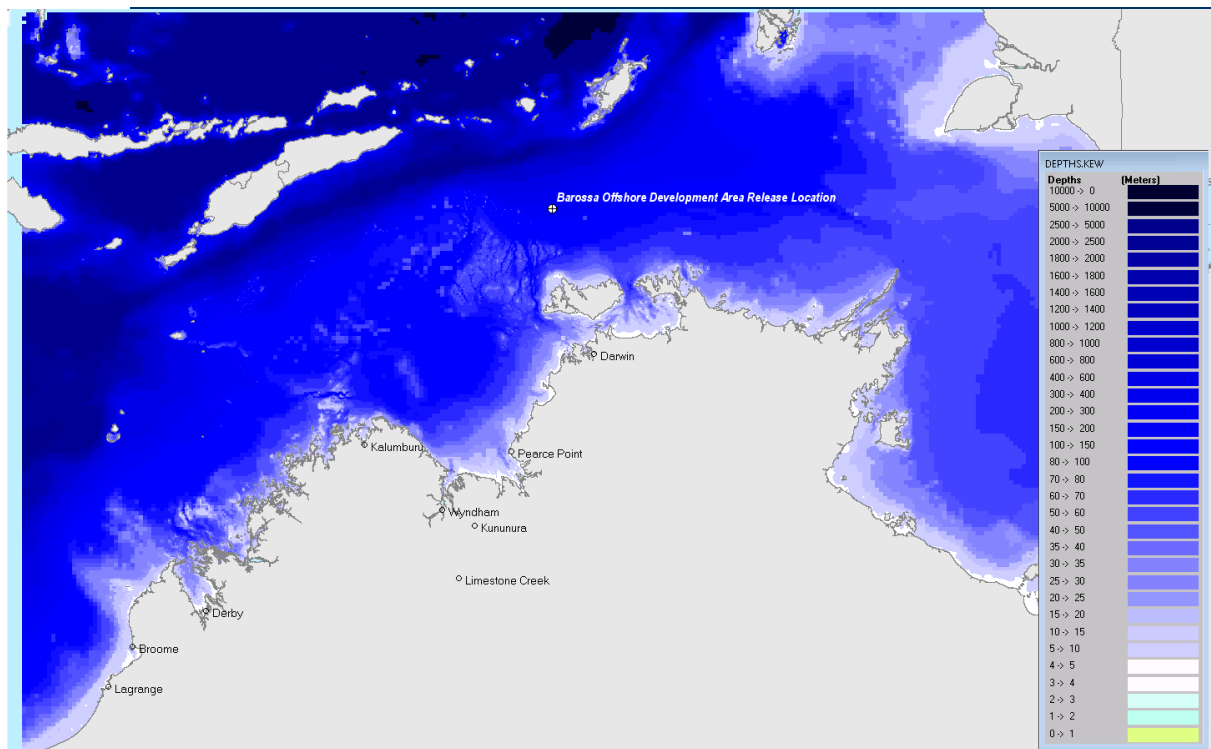 Barossa Offshore Development Area Release Location
Darwin
Kalumburu
Pearce Point
Wyndham
Kununura
Limestone Creek
Derby
Broome
Lagrange
DEPTHS.KEW
Depths (Meters)
10000 -> 0
5000 -> 10000
2500 -> 5000
2000 -> 2500
1800 -> 2000
1600 -> 1800
1400 -> 1600
1200 -> 1400
1000 -> 1200
800 -> 1000
600 -> 800
400 -> 600
300 -> 400
200 -> 300
150 -> 200
100 -> 150
80 -> 100
70 -> 80
60 -> 70
50 -> 60
40 -> 50
35 -> 40
30 -> 35
25 -> 30
20 -> 25
15 -> 20
10 -> 15
5 -> 10
4 -> 5
3 -> 4
2 -> 3
1 -> 2
0 -> 1